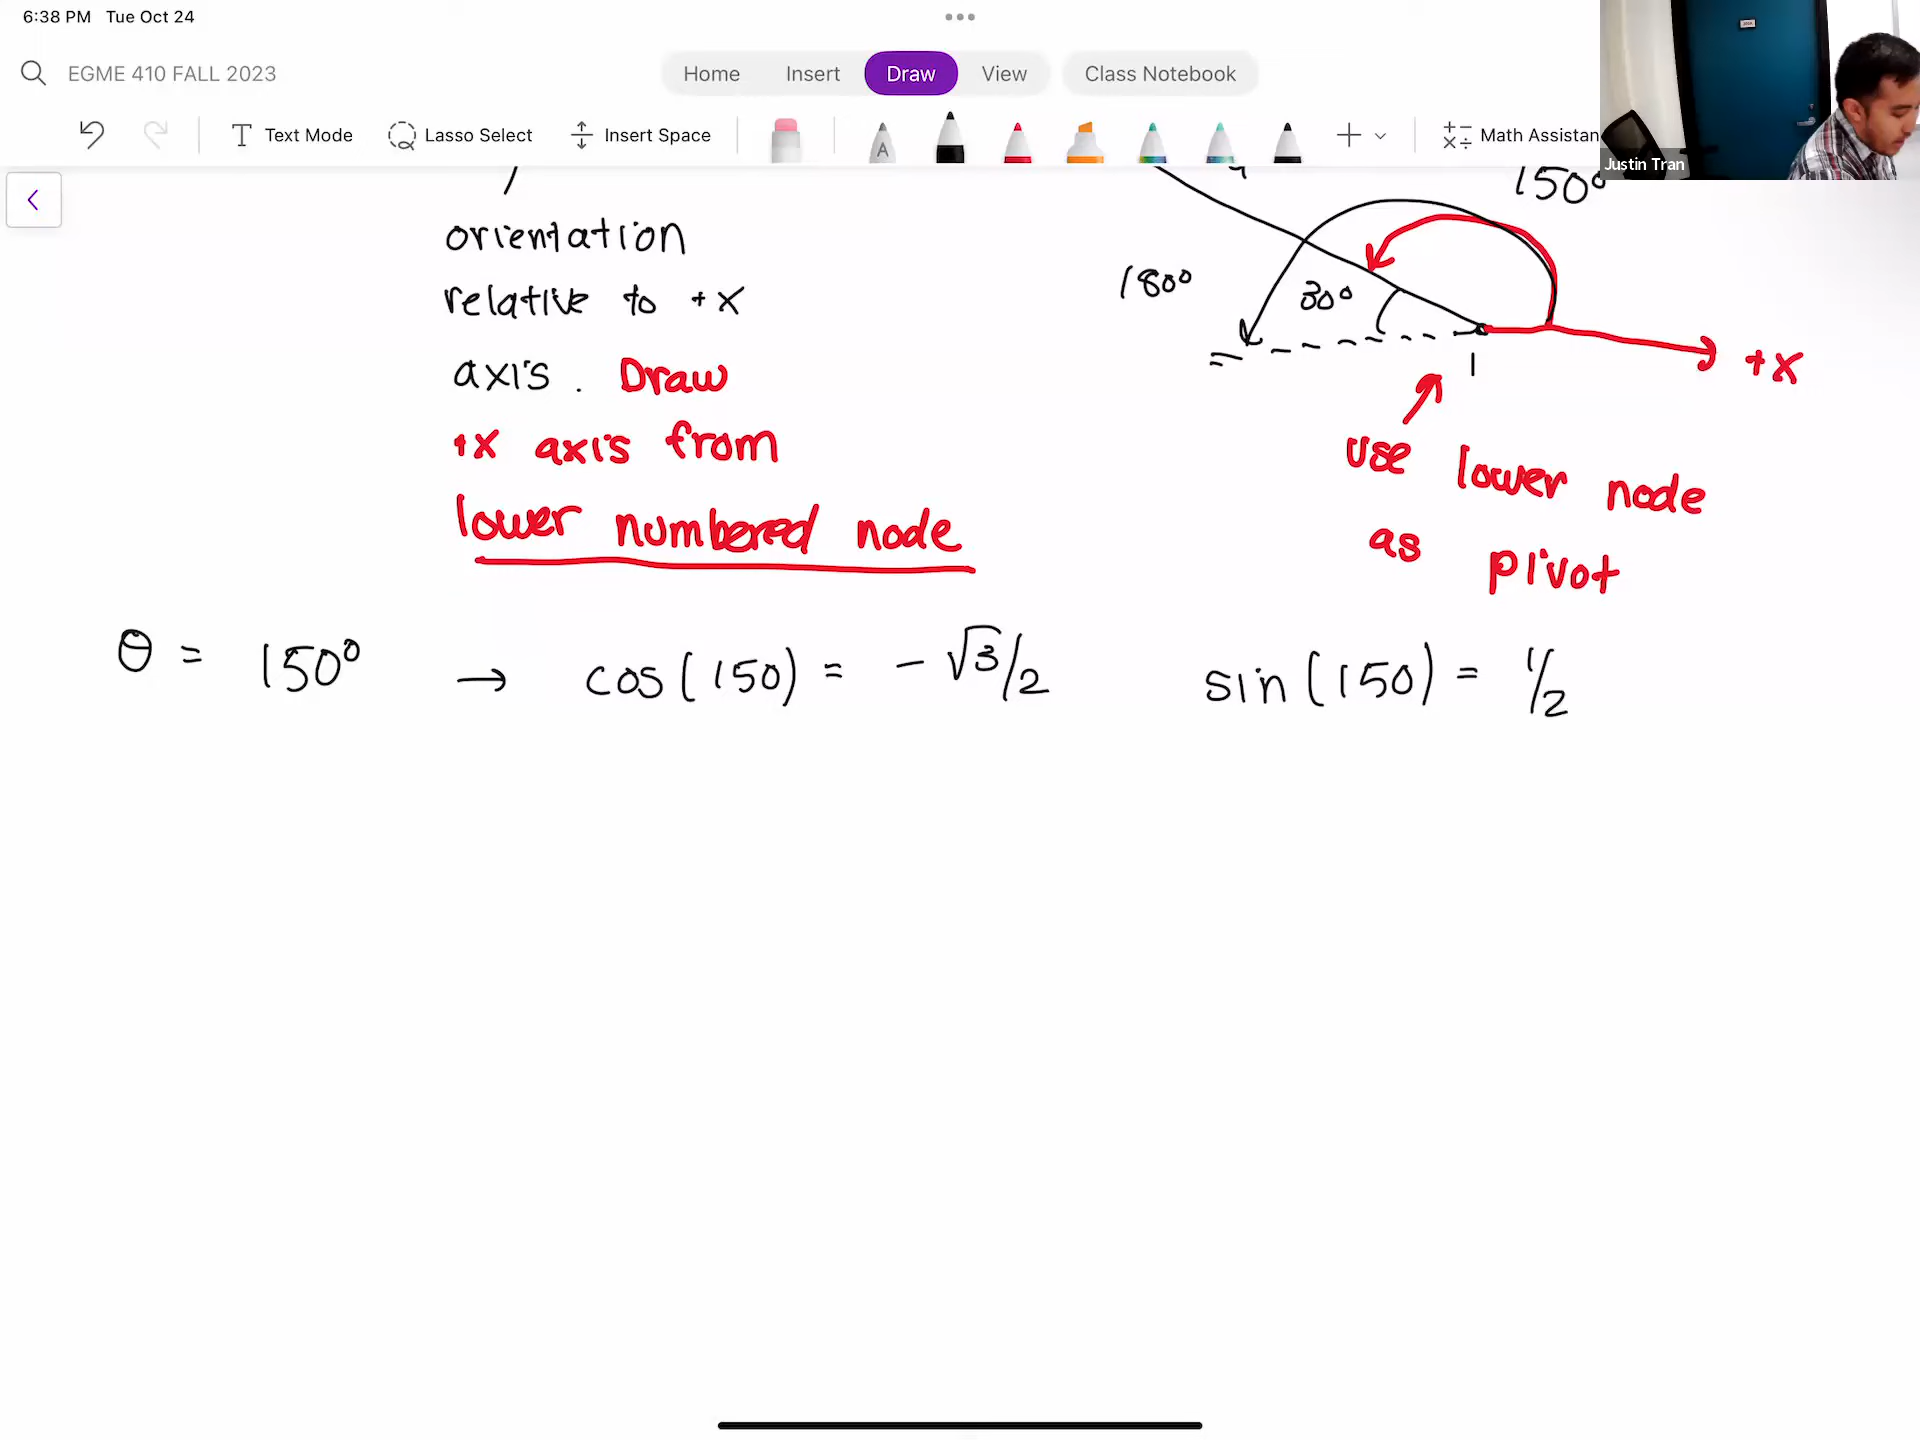 6:38 PM Tue Oct 24
EGME 410 FALL 2023
Home Insert Draw View Class Notebook
Text Mode Lasso Select Insert Space A Math Assistan
Justin Tran
150°
orientation
180° 30°
relative to +x
1 +x
axis. Draw
+x axis from
use lower node
lower numbered node
as pivot
θ = 150° → cos(150) = -√3/2 sin(150) = 1/2